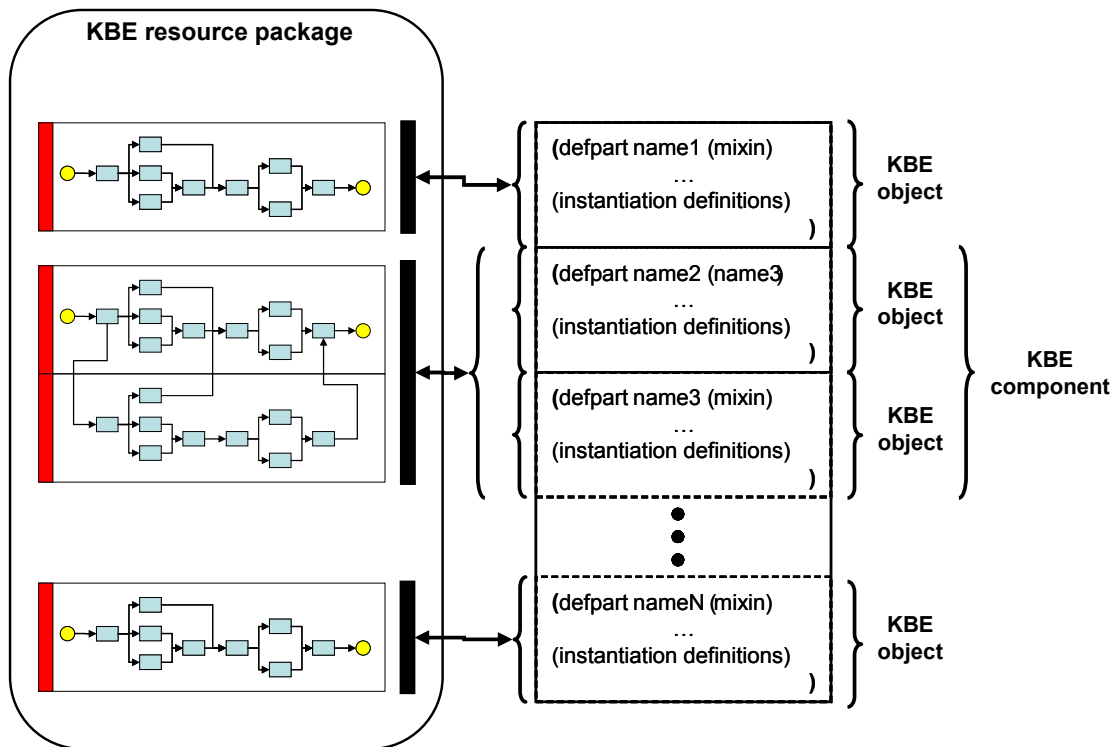 KBE resource package
(defpart name1 (mixin)
...
(instantiation definitions)
)
KBE
object
(defpart name2 (name3)
...
(instantiation definitions)
)
KBE
object
(defpart name3 (mixin)
...
(instantiation definitions)
)
KBE
object
KBE
component
(defpart nameN (mixin)
...
(instantiation definitions)
)
KBE
object